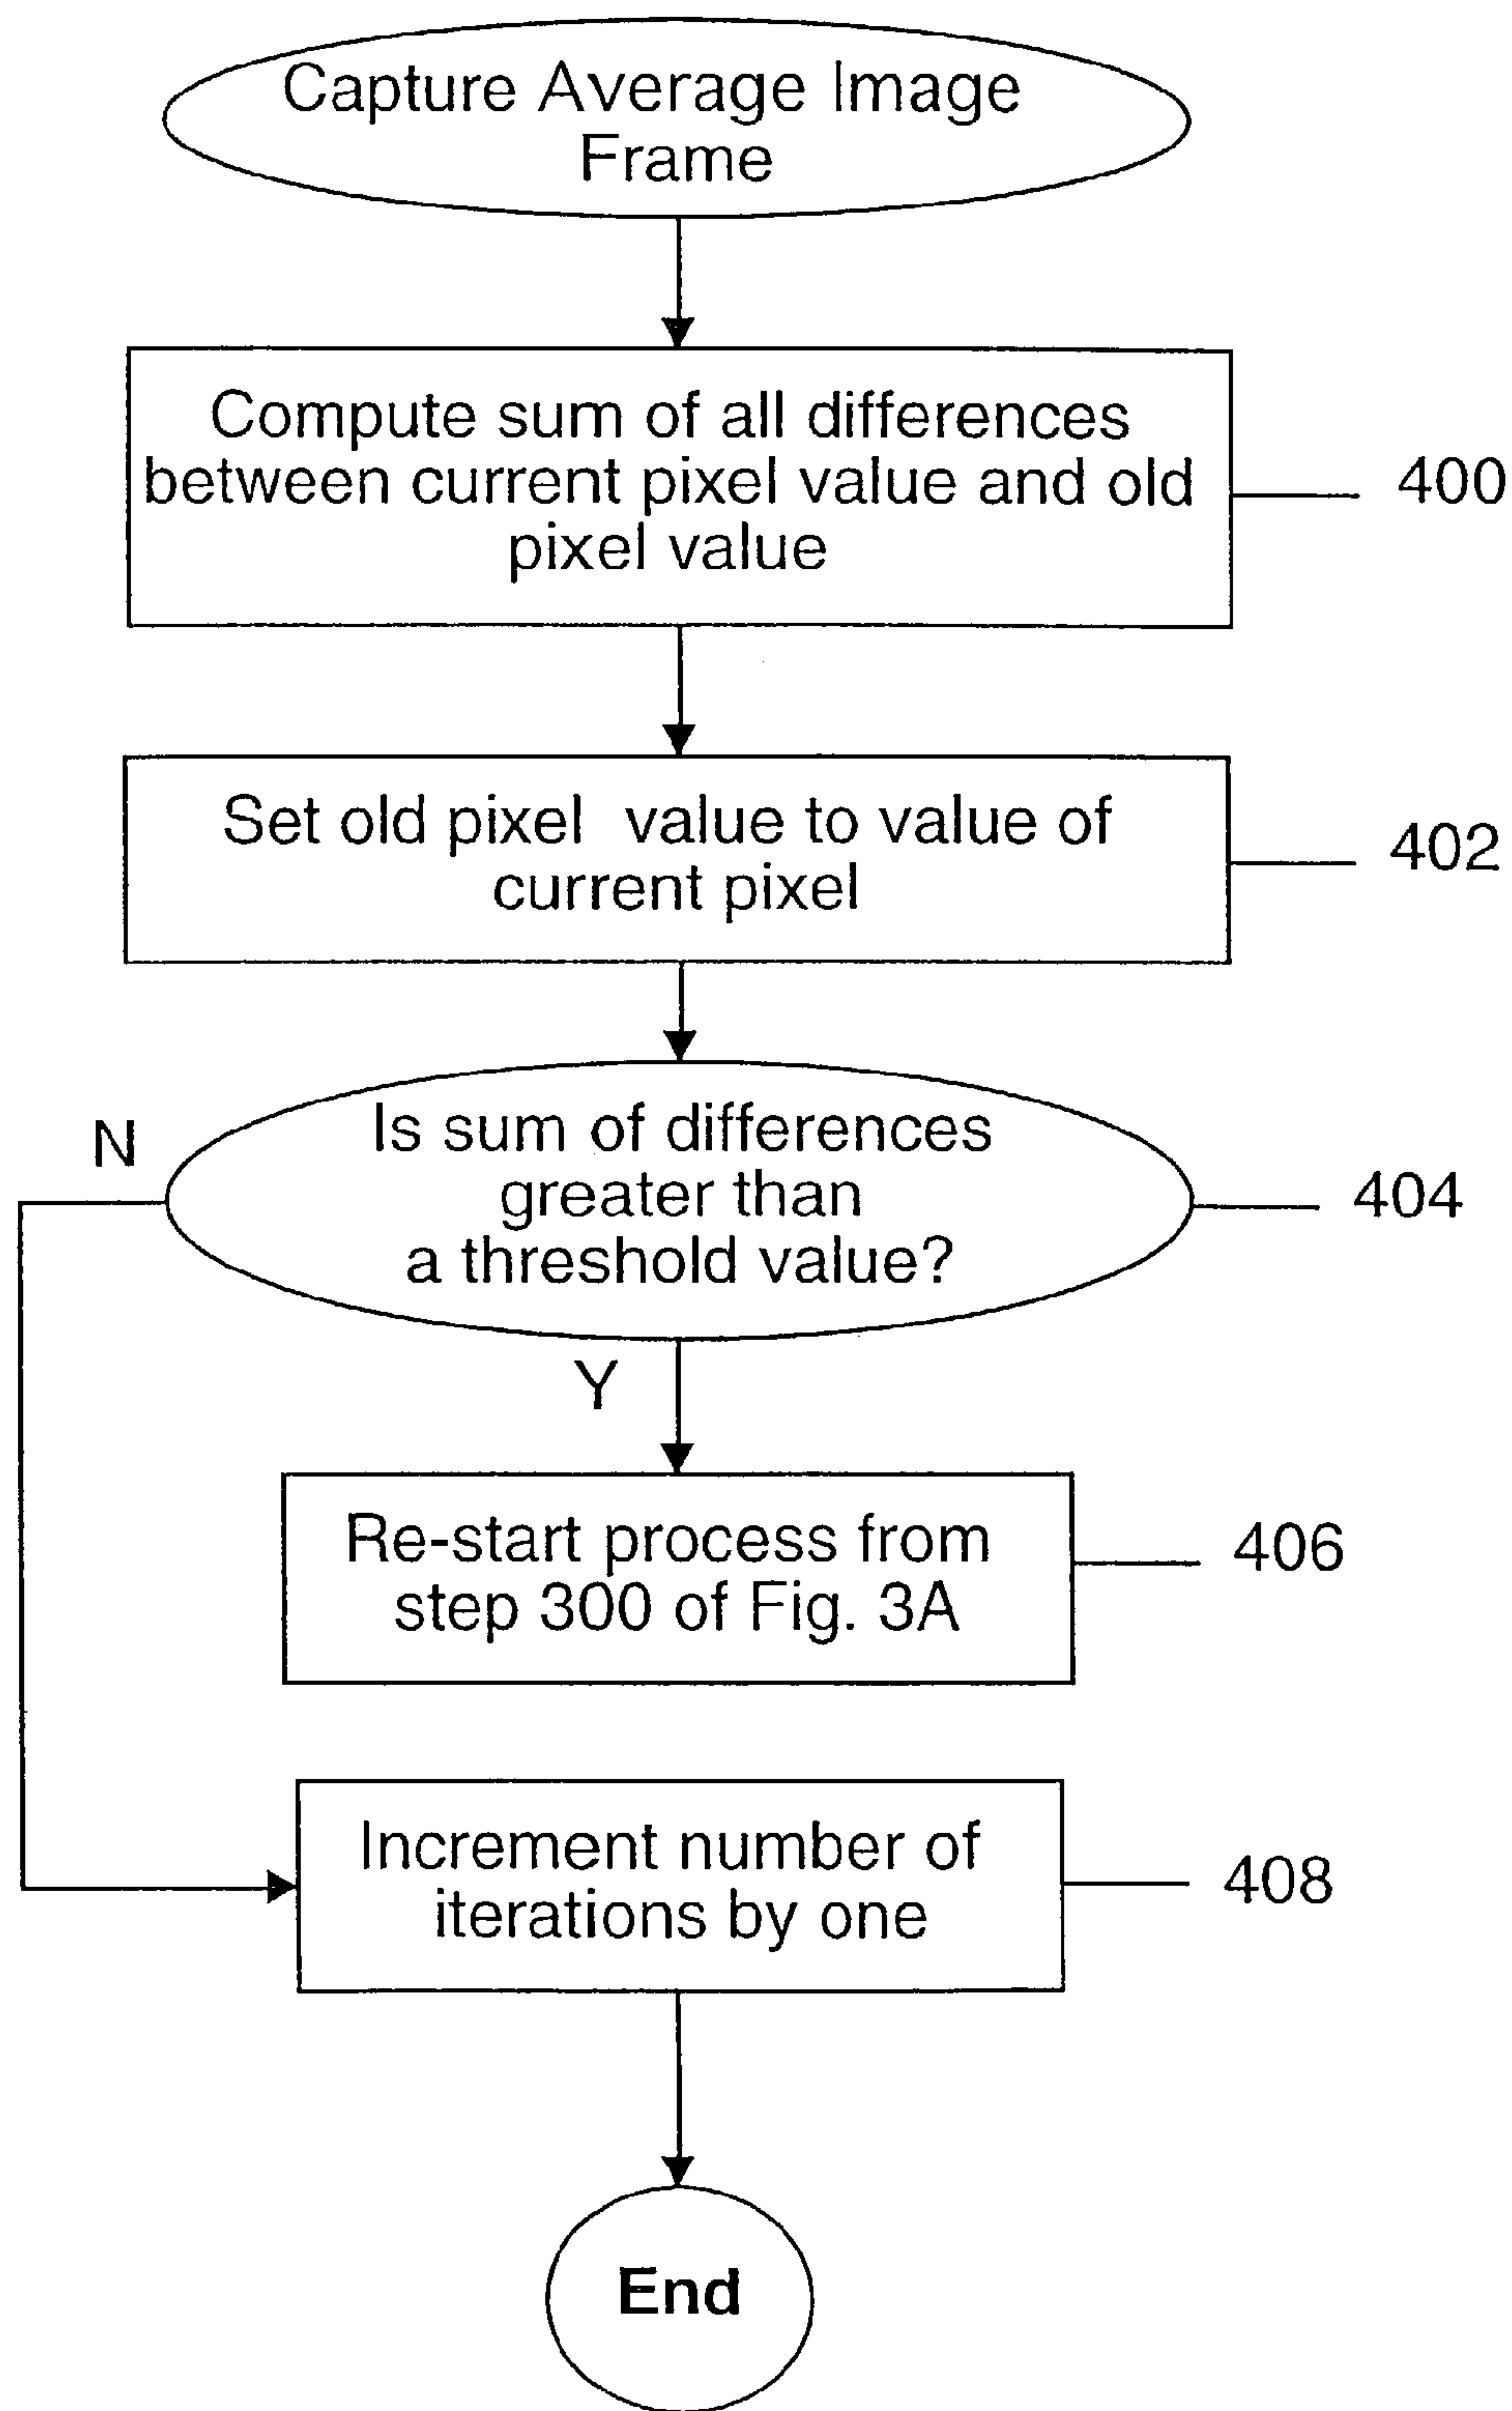 Capture Average Image
Frame
Compute sum of all differences
between current pixel value and old
pixel value
400
Set old pixel value to value of
current pixel
402
N
Is sum of differences
greater than
a threshold value?
404
Y
Re-start process from
step 300 of Fig. 3A
406
Increment number of
iterations by one
408
End